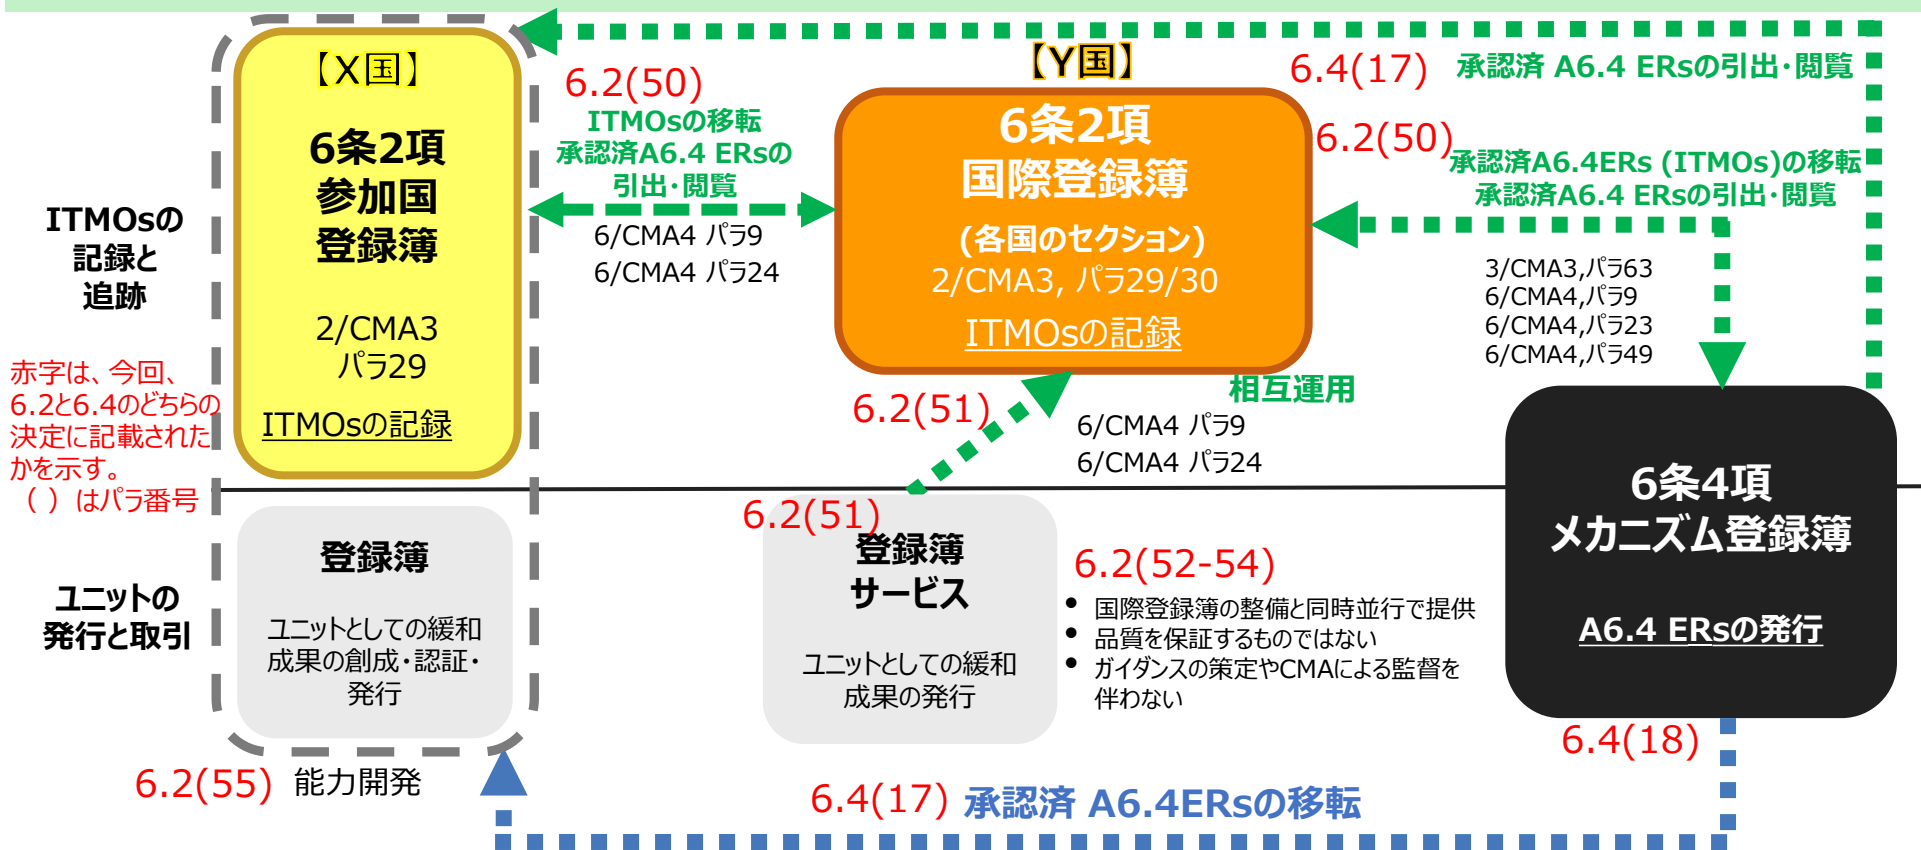 【X国】
6条2項
参加国
登録簿
2/CMA3
パラ29
ITMOsの記録
6.2(50)
ITMOsの移転
承認済A6.4 ERsの
引出・閲覧
6/CMA4 パラ9
6/CMA4 パラ24
【Y国】
6条2項
国際登録簿
(各国のセクション)
2/CMA3, パラ29/30
ITMOsの記録
6.4(17)
承認済 A6.4 ERsの引出・閲覧
6.2(50)
承認済A6.4ERs (ITMOs)の移転
承認済A6.4 ERsの引出・閲覧
3/CMA3,パラ63
6/CMA4,パラ9
6/CMA4,パラ23
6/CMA4,パラ49
ITMOsの
記録と
追跡
赤字は、今回、
6.2と6.4のどちらの
決定に記載された
かを示す。
（ ）はパラ番号
6.2(51)
相互運用
6/CMA4 パラ9
6/CMA4 パラ24
6条4項
メカニズム登録簿
A6.4 ERsの発行
ユニットの
発行と取引
登録簿
ユニットとしての緩和
成果の創成・認証・
発行
6.2(51)
登録簿
サービス
ユニットとしての緩和
成果の発行
6.2(52-54)
• 国際登録簿の整備と同時並行で提供
• 品質を保証するものではない
• ガイダンスの策定やCMAによる監督を
伴わない
6.4(18)
6.2(55) 能力開発
6.4(17) 承認済 A6.4ERsの移転